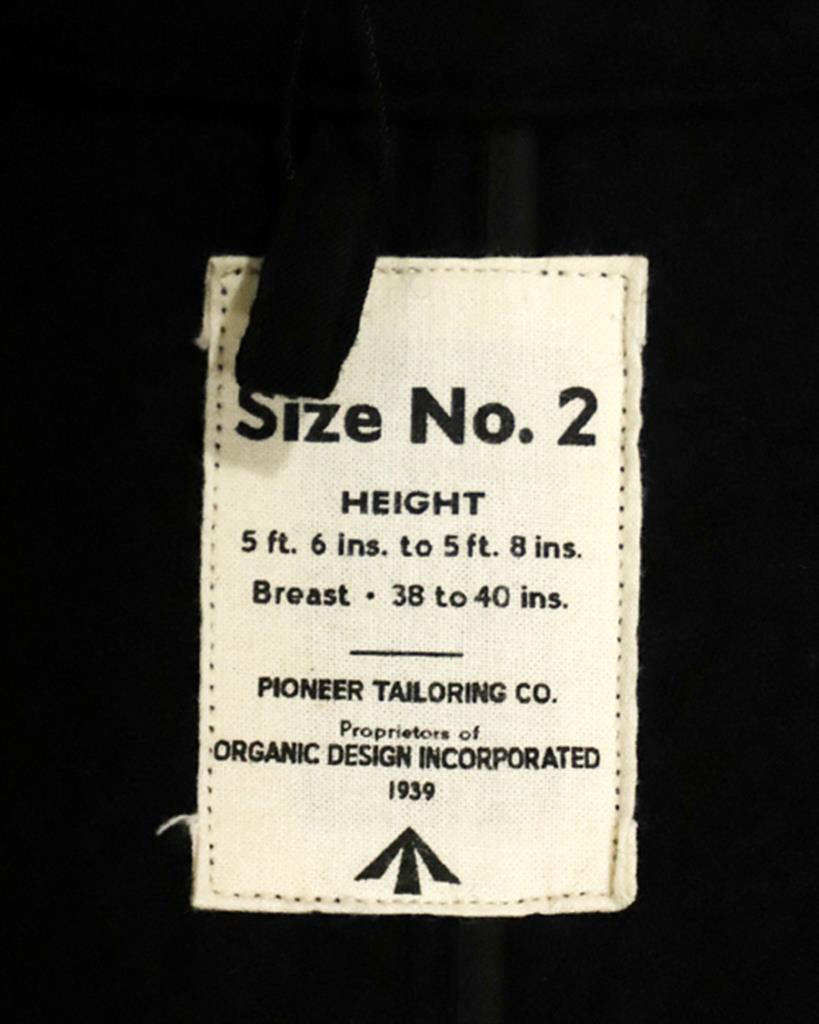 Size No. 2
HEIGHT
5 ft. 6 ins. to 5 ft. 8 ins.
Breast · 38 to 40 ins.
PIONEER TAILORING CO.
Proprietors of
ORGANIC DESIGN INCORPORATED
1939